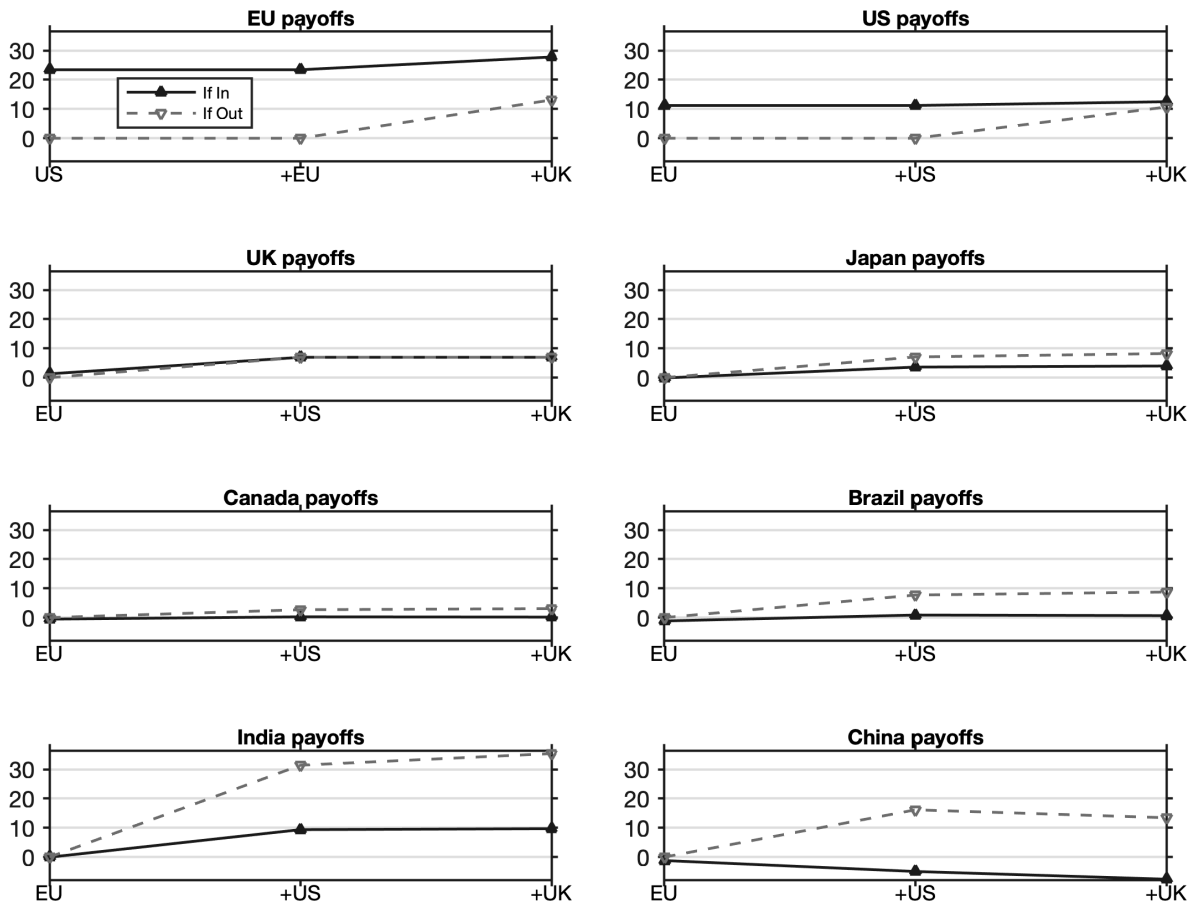 EU payoffs
30
20
10
0
If In
If Out
US
+EU
+UK
US payoffs
30
20
10
0
EU
+US
+UK
UK payoffs
30
20
10
0
EU
+US
+UK
Japan payoffs
30
20
10
0
EU
+US
+UK
Canada payoffs
30
20
10
0
EU
+US
+UK
Brazil payoffs
30
20
10
0
EU
+US
+UK
India payoffs
30
20
10
0
EU
+US
+UK
China payoffs
30
20
10
0
EU
+US
+UK